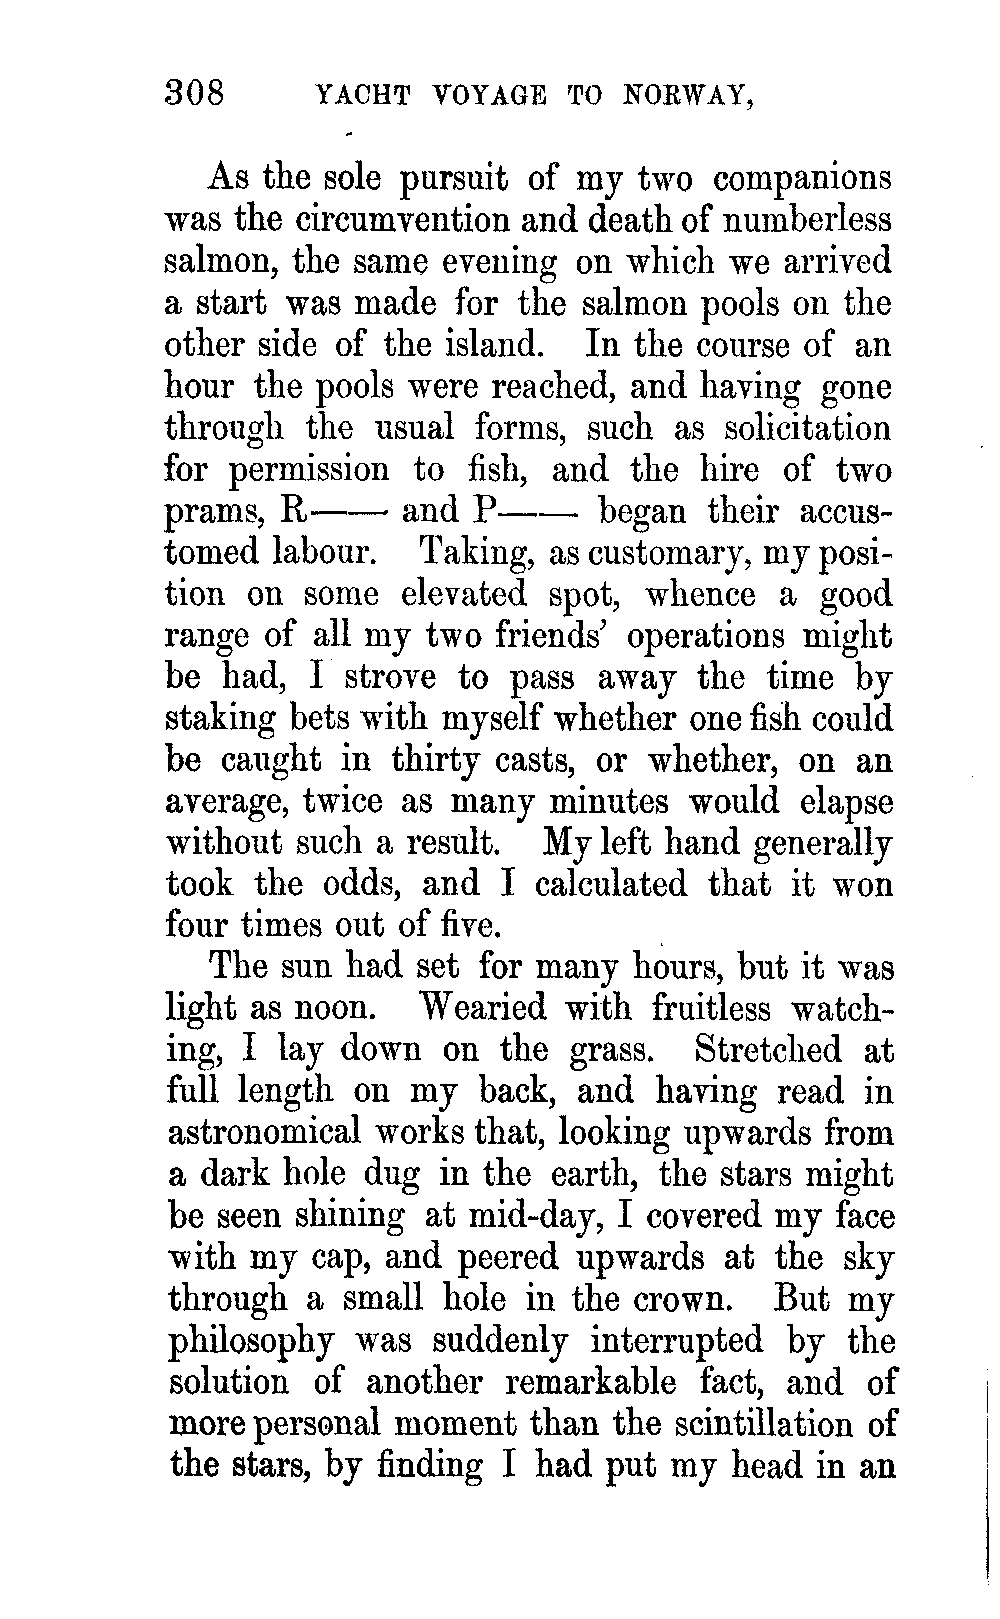 308 YACHT VOYAGE TO NORWAY,
As the sole pursuit of my two companions
was the circumvention and death of numberless
salmon, the same evening on which we arrived
a start was made for the salmon pools on the
other side of the island. In the course of an
hour the pools were reached, and having gone
through the usual forms, such as solicitation
for permission to fish, and the hire of two
prams, R—— and P—— began their accus-
tomed labour. Taking, as customary, my posi-
tion on some elevated spot, whence a good
range of all my two friends’ operations might
be had, I strove to pass away the time by
staking bets with myself whether one fish could
be caught in thirty casts, or whether, on an
average, twice as many minutes would elapse
without such a result. My left hand generally
took the odds, and I calculated that it won
four times out of five.
The sun had set for many hours, but it was
light as noon. Wearied with fruitless watch-
ing, I lay down on the grass. Stretched at
full length on my back, and having read in
astronomical works that, looking upwards from
a dark hole dug in the earth, the stars might
be seen shining at mid-day, I covered my face
with my cap, and peered upwards at the sky
through a small hole in the crown. But my
philosophy was suddenly interrupted by the
solution of another remarkable fact, and of
more personal moment than the scintillation of
the stars, by finding I had put my head in an